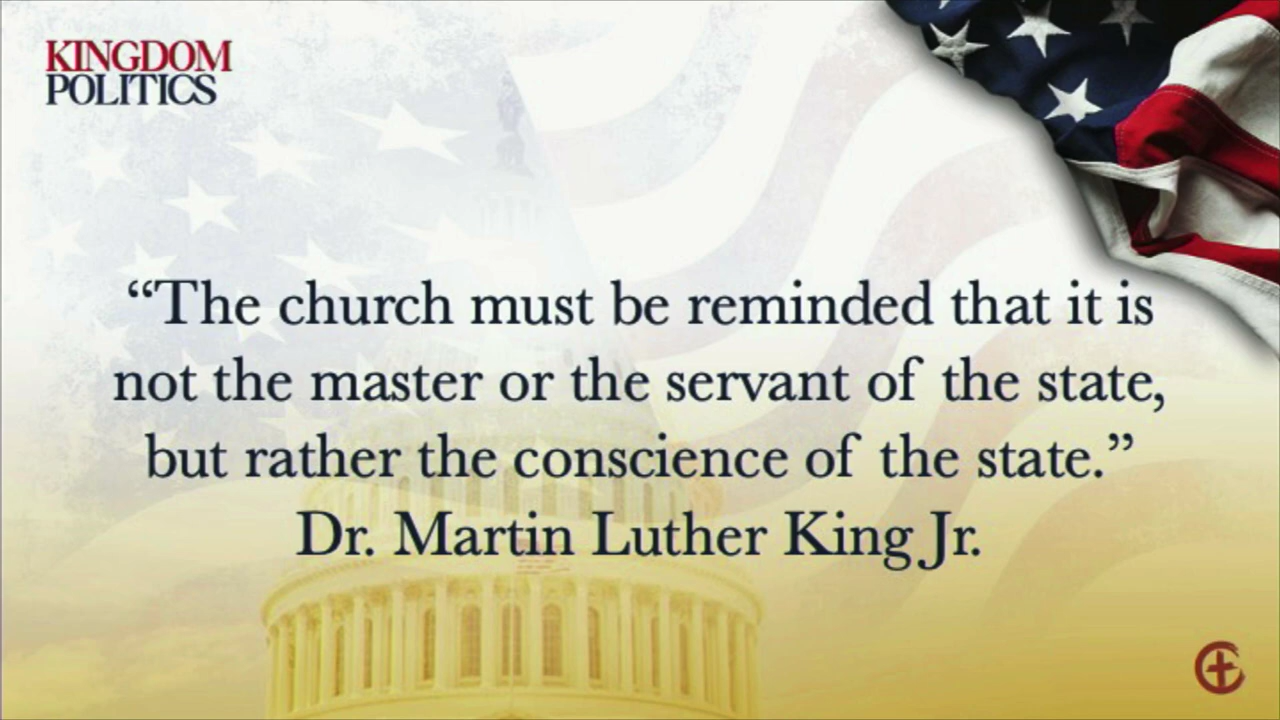 KINGDOM
POLITICS
“The church must be reminded that it is
not the master or the servant of the state,
but rather the conscience of the state.”
Dr. Martin Luther King Jr.